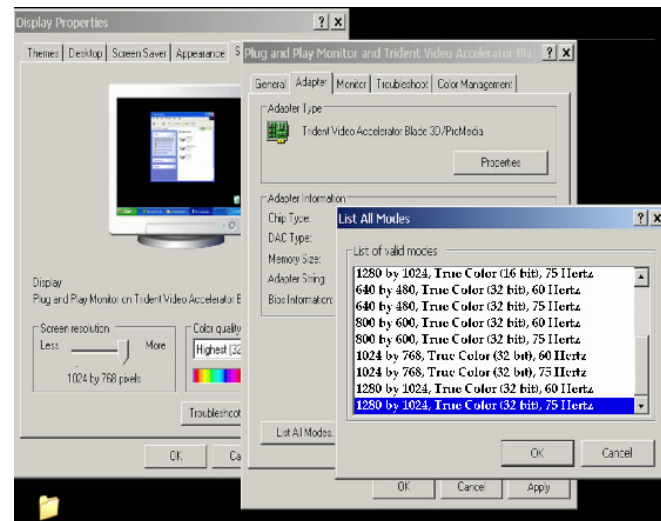 Display Properties
Themes Desktop Screen Saver Appearance S
Display
Plug and Play Monitor on Trident Video Accelerator B
Screen resolution
Less More
1024 by 768 pixels
Color quality
Highest (32
Troubleshoot
OK Ca
Plug and Play Monitor and Trident Video Accelerator Bla
General Adapter Monitor Troubleshoot Color Management
Adapter Type
Trident Video Accelerator Blade 3D/ProMedia
Properties
Adapter Information
Chip Type:
DAC Type:
Memory Size:
Adapter String:
Bios Information:
List All Modes.
OK Cancel Apply
List All Modes
List of valid modes
1280 by 1024, True Color (16 bit), 75 Hertz
640 by 480, True Color (32 bit), 60 Hertz
640 by 480, True Color (32 bit), 75 Hertz
800 by 600, True Color (32 bit), 60 Hertz
800 by 600, True Color (32 bit), 75 Hertz
1024 by 768, True Color (32 bit), 60 Hertz
1024 by 768, True Color (32 bit), 75 Hertz
1280 by 1024, True Color (32 bit), 60 Hertz
1280 by 1024, True Color (32 bit), 75 Hertz
OK Cancel